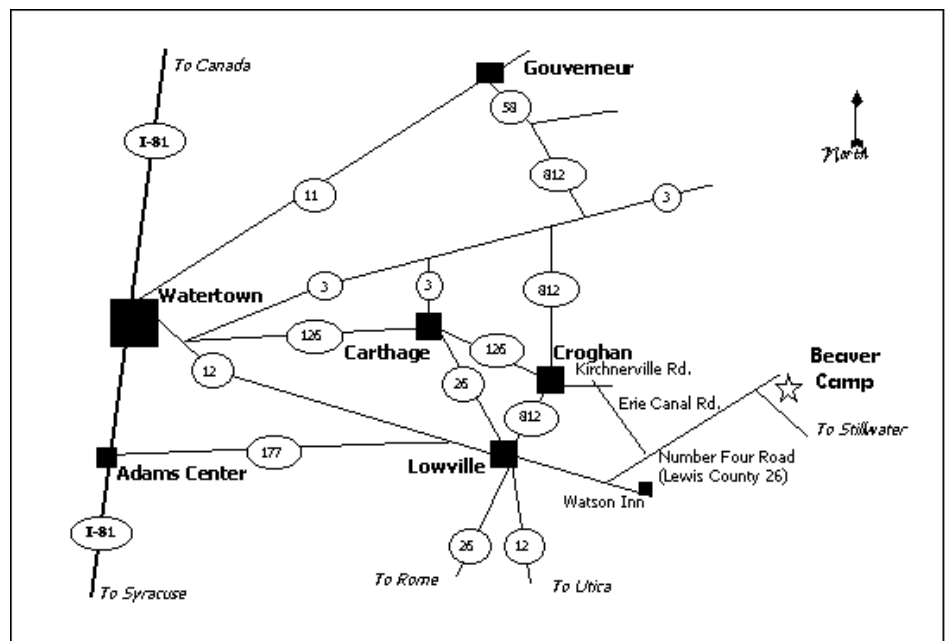 To Canada
Gouverneur
58
I-81
North
812
11
3
3
3
812
Watertown
126
Carthage
126
Croghan
Beaver
Camp
12
Kirchnerville Rd.
26
Erie Canal Rd.
812
To Stillwater
177
Adams Center
Lowville
Number Four Road
(Lewis County 26)
Watson Inn
I-81
26
12
To Rome
To Utica
To Syracuse